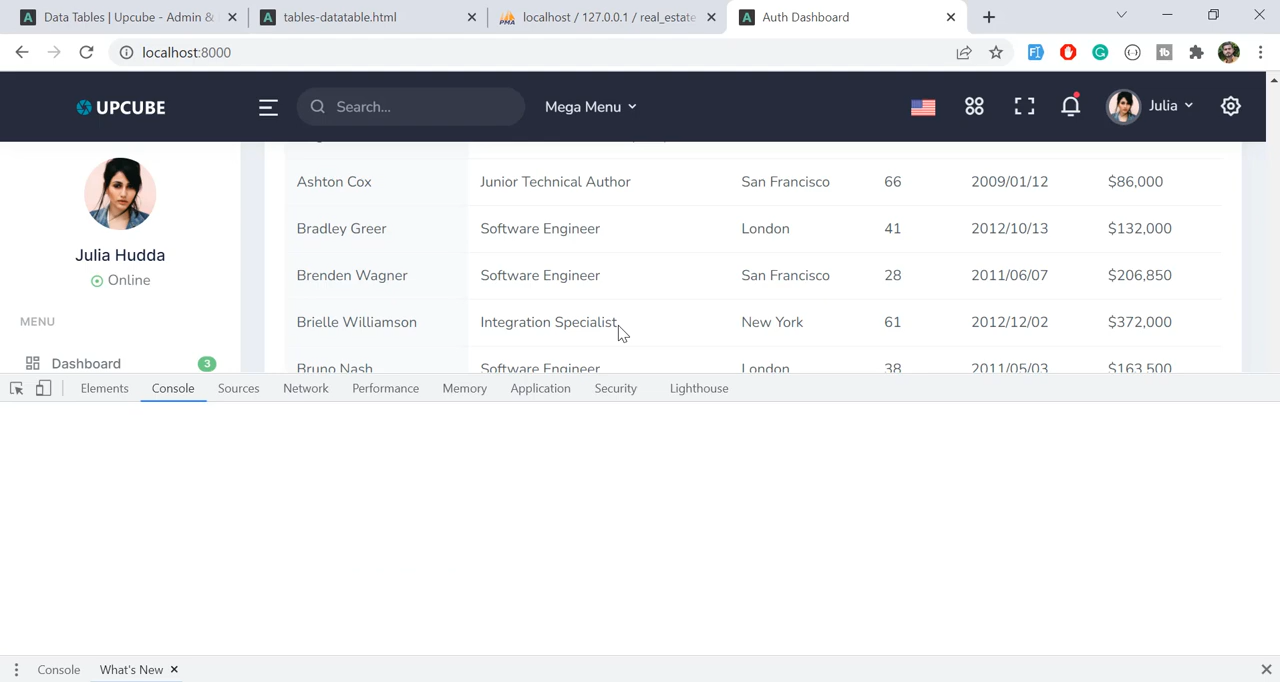 Data Tables | Upcube - Admin & tables-datatable.html localhost / 127.0.0.1 / real_estate Auth Dashboard
localhost:8000
UPCUBE Search... Mega Menu Julia
Ashton Cox Junior Technical Author San Francisco 66 2009/01/12 $86,000
Bradley Greer Software Engineer London 41 2012/10/13 $132,000
Brenden Wagner Software Engineer San Francisco 28 2011/06/07 $206,850
Brielle Williamson Integration Specialist New York 61 2012/12/02 $372,000
Bruno Nash Software Engineer London 38 2011/05/03 $163,500
Julia Hudda
Online
MENU
Dashboard 3
Elements Console Sources Network Performance Memory Application Security Lighthouse
Console What's New